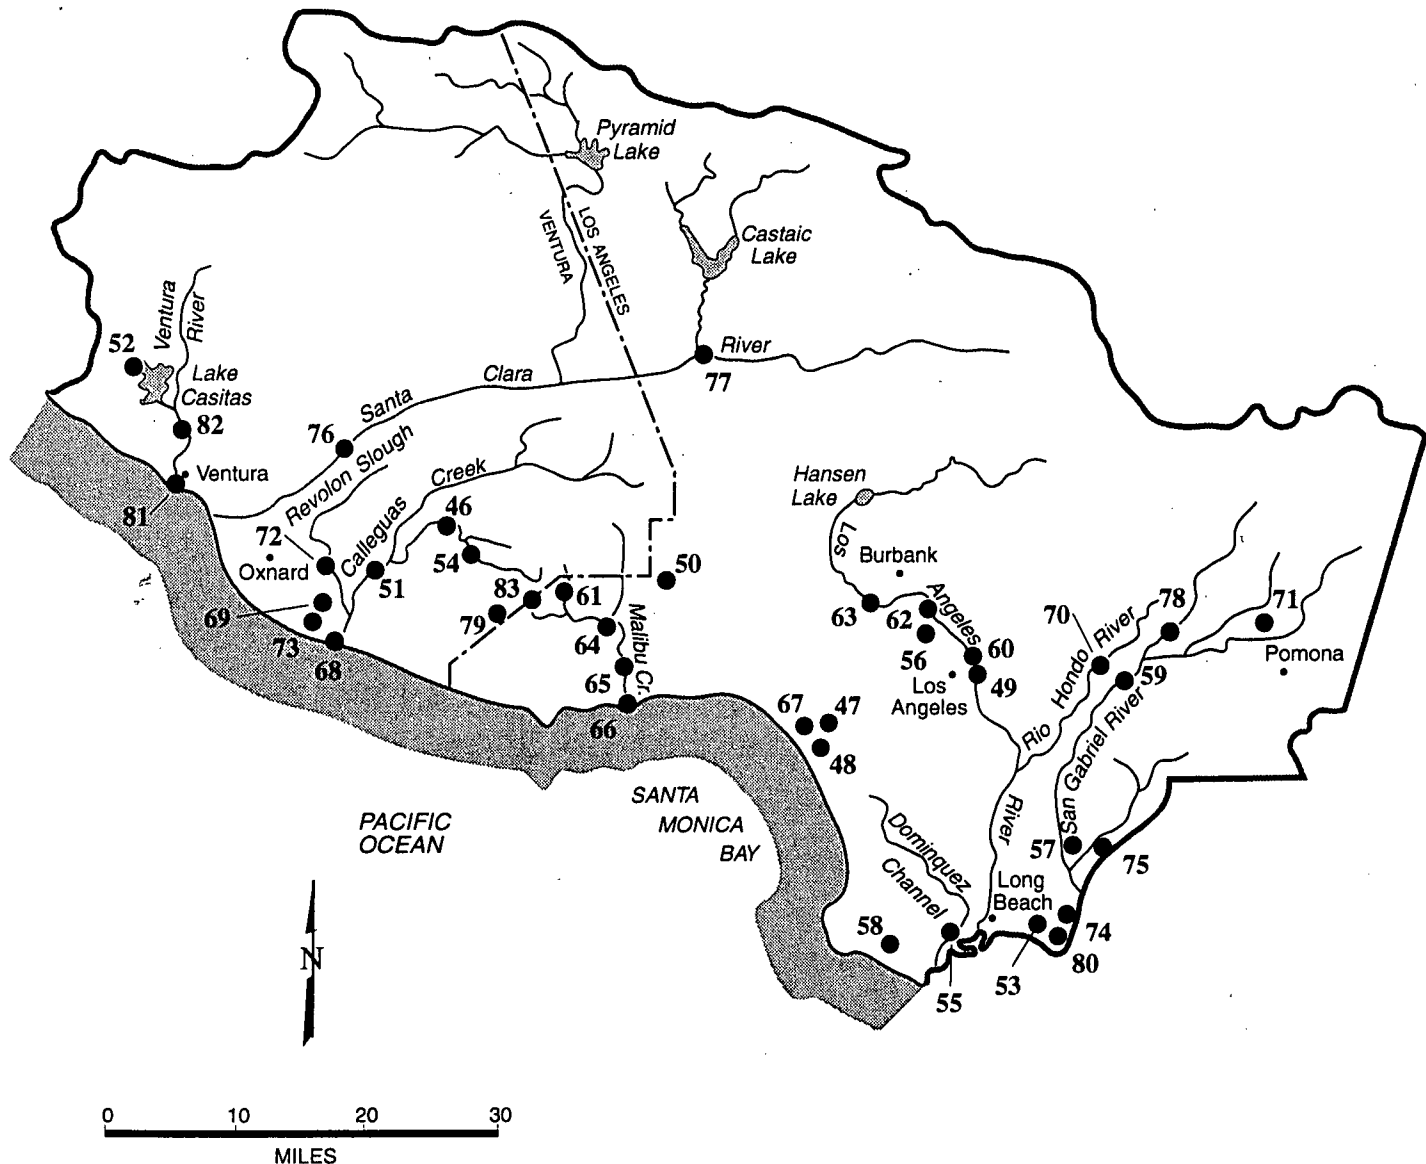 Pyramid
Lake
LOS ANGELES
VENTURA
Castaic
Lake
Ventura
River
52
Lake
Casitas
82
River
77
Santa
Clara
76
Ventura
81
Revolon Slough
Creek
Calleguas
46
72
Oxnard
51
54
50
Hansen
Lake
Los
Burbank
Angeles
83
61
79
69
73
68
64
65
Malibu Cr.
66
63
62
56
60
49
Los
Angeles
70
78
71
Rio Hondo River
59
Pomona
67
47
48
San Gabriel River
SANTA
MONICA
BAY
PACIFIC
OCEAN
River
Dominquez
Channel
57
75
Long
Beach
58
74
80
53
55
N
0 10 20 30
MILES